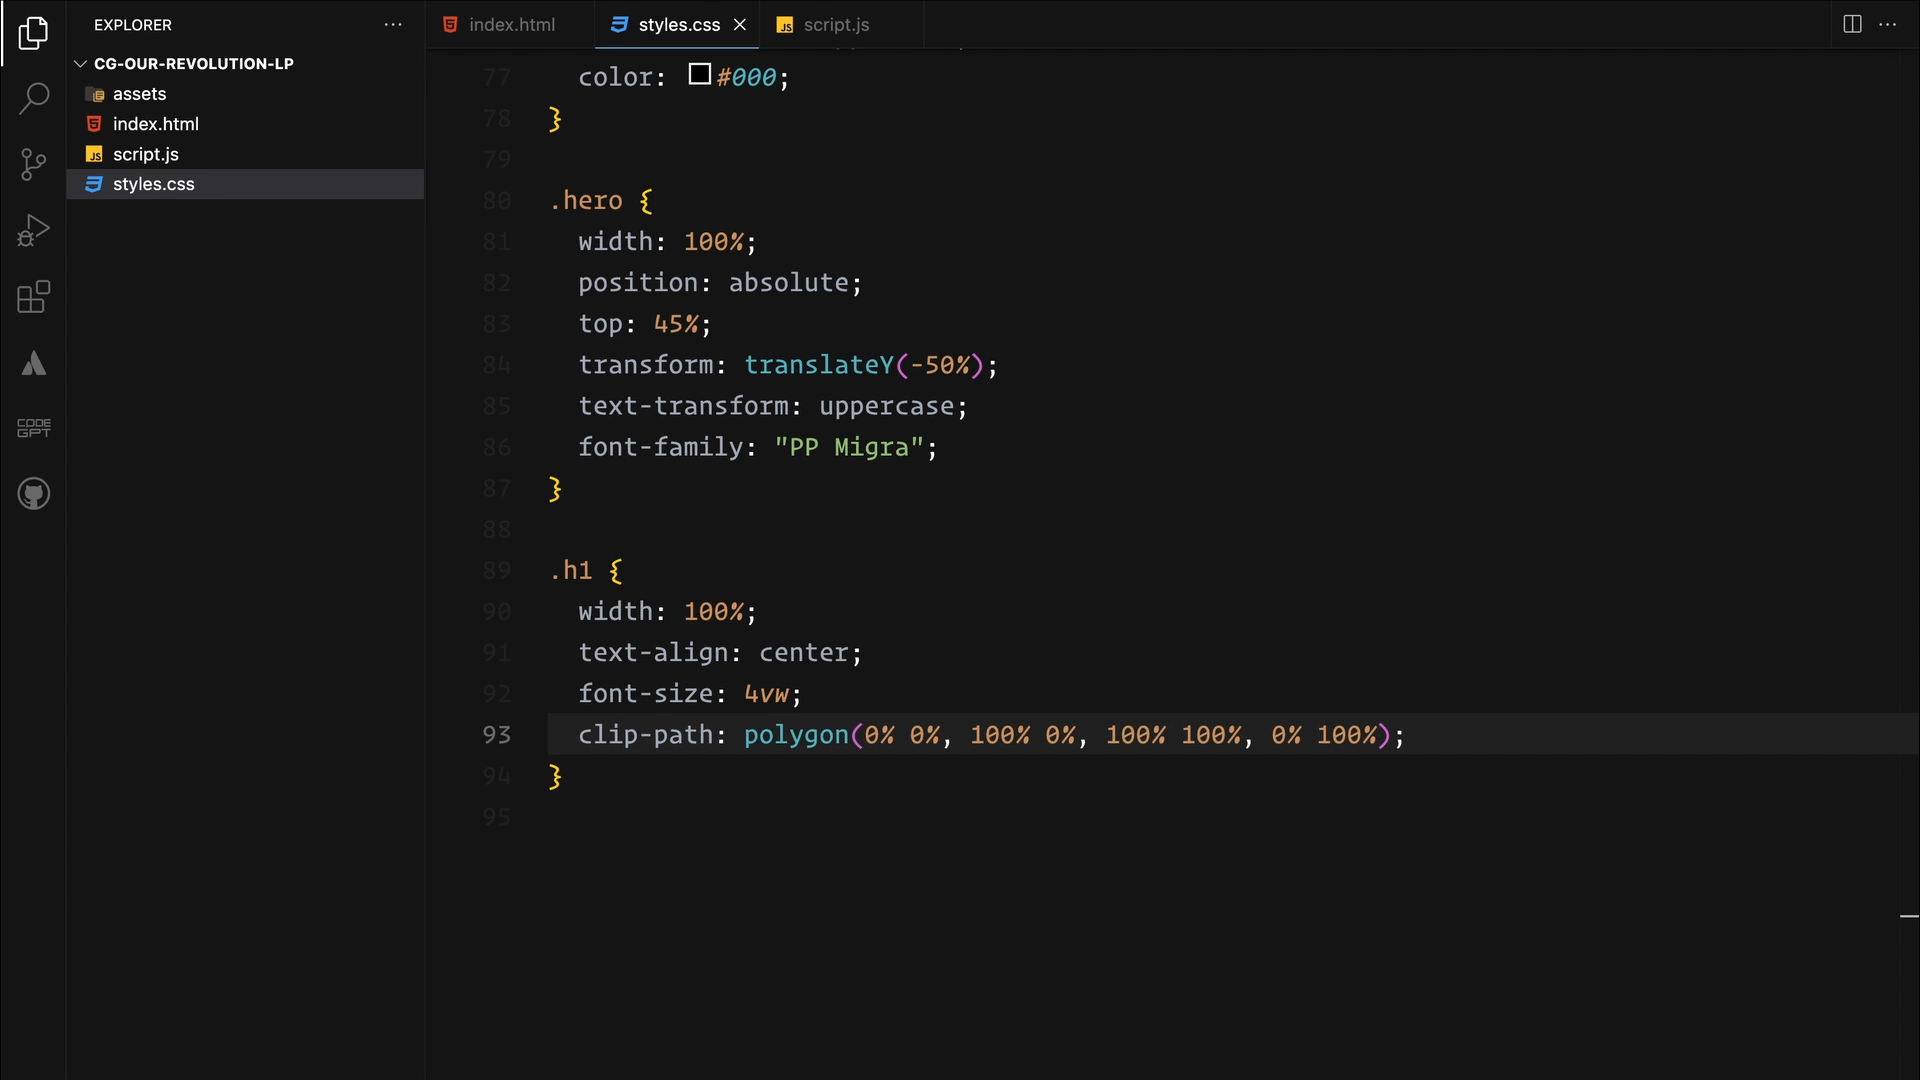 EXPLORER
CG-OUR-REVOLUTION-LP
assets
index.html
script.js
styles.css
CODE
GPT
index.html
styles.css
script.js
77 color: #000;
78 }
79
80 .hero {
81 width: 100%;
82 position: absolute;
83 top: 45%;
84 transform: translateY(-50%);
85 text-transform: uppercase;
86 font-family: "PP Migra";
87 }
88
89 .h1 {
90 width: 100%;
91 text-align: center;
92 font-size: 4vw;
93 clip-path: polygon(0% 0%, 100% 0%, 100% 100%, 0% 100%);
94 }
95